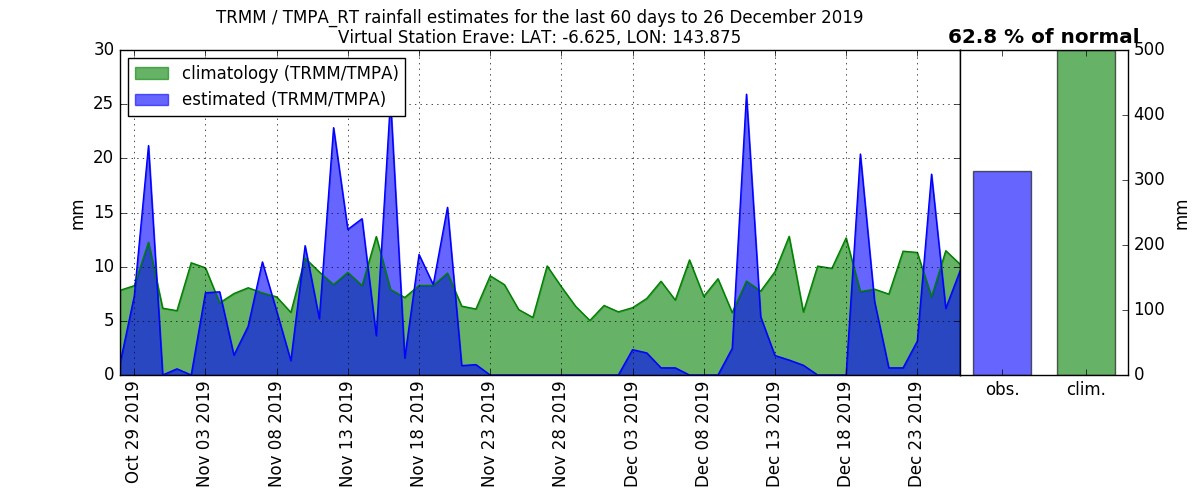 TRMM / TMPA_RT rainfall estimates for the last 60 days to 26 December 2019
Virtual Station Erave: LAT: -6.625, LON: 143.875
62.8 % of normal
climatology (TRMM/TMPA)
estimated (TRMM/TMPA)
30
25
20
15
10
5
0
mm
Oct 29 2019
Nov 03 2019
Nov 08 2019
Nov 13 2019
Nov 18 2019
Nov 23 2019
Nov 28 2019
Dec 03 2019
Dec 08 2019
Dec 13 2019
Dec 18 2019
Dec 23 2019
obs.
clim.
500
400
300
200
100
0
mm